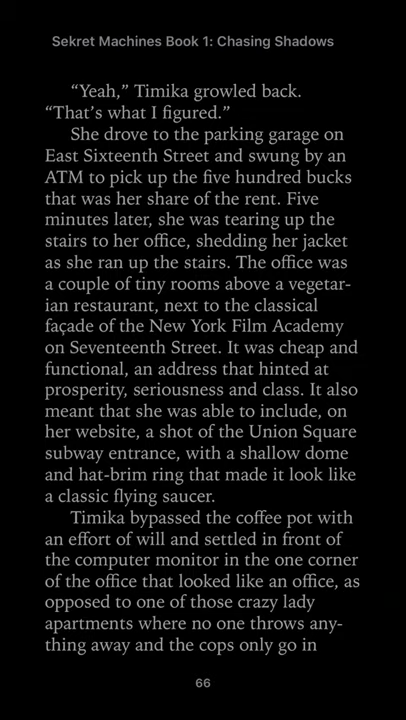 Sekret Machines Book 1: Chasing Shadows
“Yeah,” Timika growled back.
“That’s what I figured.”
She drove to the parking garage on
East Sixteenth Street and swung by an
ATM to pick up the five hundred bucks
that was her share of the rent. Five
minutes later, she was tearing up the
stairs to her office, shedding her jacket
as she ran up the stairs. The office was
a couple of tiny rooms above a vegetar-
ian restaurant, next to the classical
façade of the New York Film Academy
on Seventeenth Street. It was cheap and
functional, an address that hinted at
prosperity, seriousness and class. It also
meant that she was able to include, on
her website, a shot of the Union Square
subway entrance, with a shallow dome
and hat-brim ring that made it look like
a classic flying saucer.
Timika bypassed the coffee pot with
an effort of will and settled in front of
the computer monitor in the one corner
of the office that looked like an office, as
opposed to one of those crazy lady
apartments where no one throws any-
thing away and the cops only go in
66